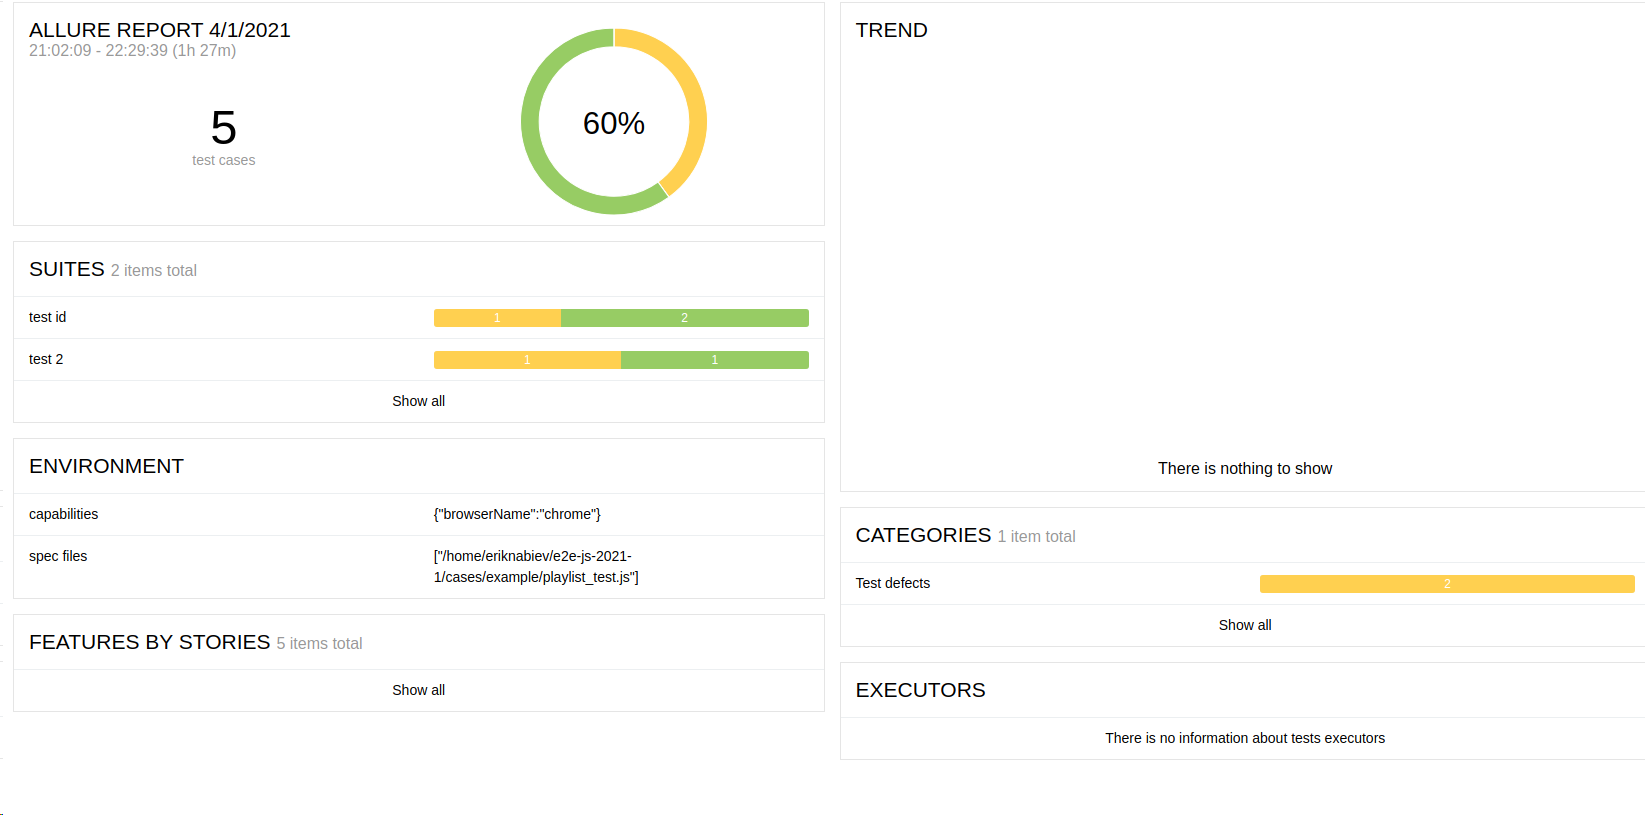 ALLURE REPORT 4/1/2021
21:02:09 - 22:29:39 (1h 27m)
5
test cases
60%
SUITES 2 items total
test id
1
2
test 2
1
1
Show all
ENVIRONMENT
capabilities
{"browserName":"chrome"}
spec files
["/home/eriknabiev/e2e-js-2021-
1/cases/example/playlist_test.js"]
FEATURES BY STORIES 5 items total
Show all
TREND
There is nothing to show
CATEGORIES 1 item total
Test defects
2
Show all
EXECUTORS
There is no information about tests executors